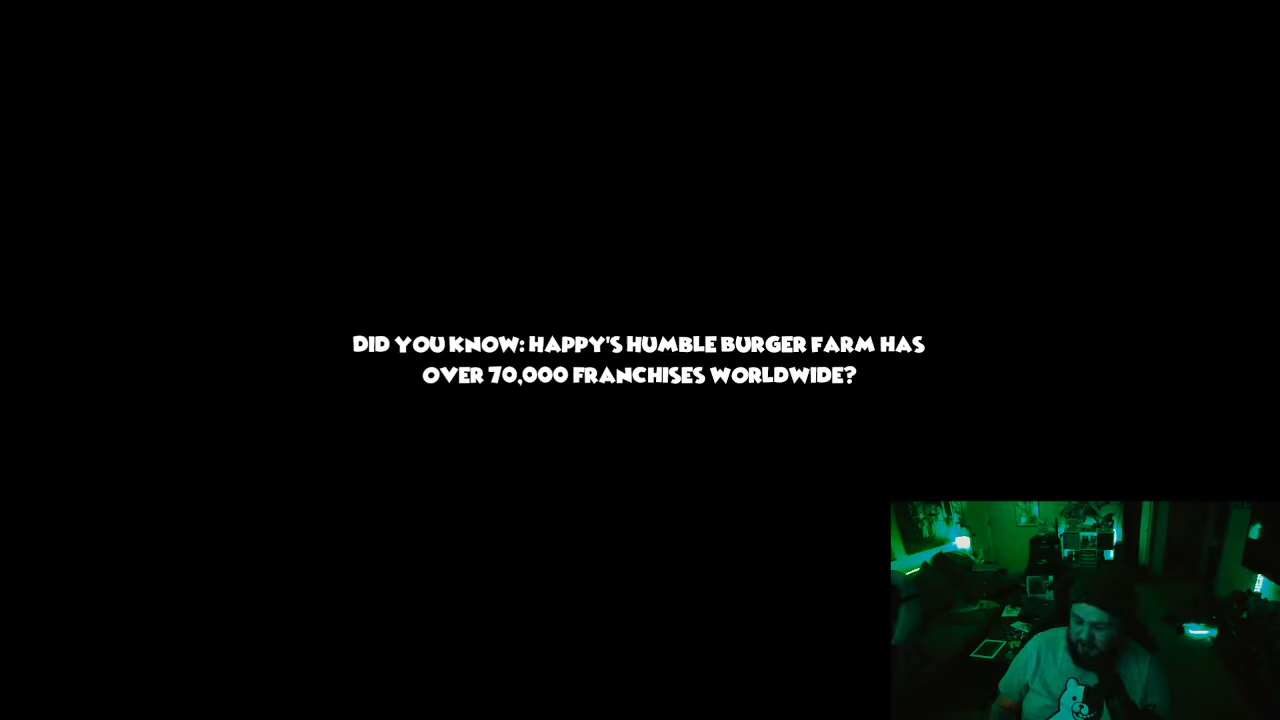 DID YOU KNOW: HAPPY'S HUMBLE BURGER FARM HAS
OVER 70,000 FRANCHISES WORLDWIDE?